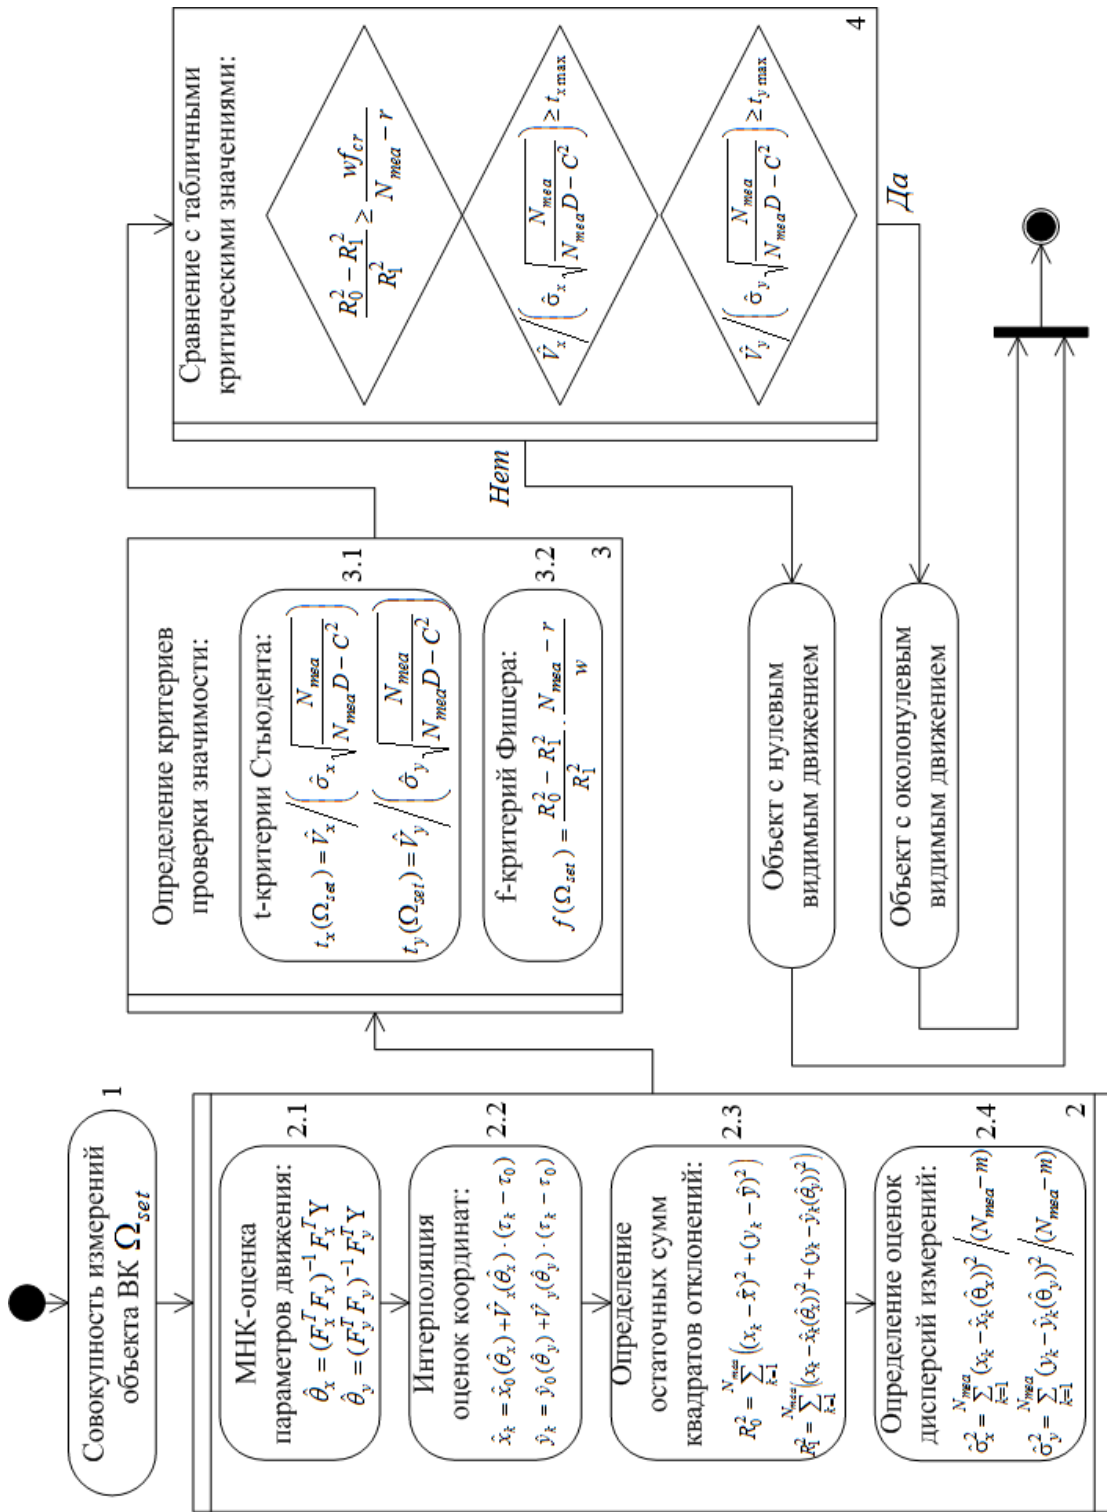 Совокупность измерений
объекта ВК Ω_set
1
МНК-оценка
параметров движения:
θ̂_x = (F_x^T F_x)^−1 F_x^T Y
θ̂_y = (F_y^T F_y)^−1 F_y^T Y
2.1
Интерполяция
оценок координат:
x̂_k = x̂_0(θ̂_x) + V̂_x(θ̂_x) · (τ_k − τ_0)
ŷ_k = ŷ_0(θ̂_y) + V̂_y(θ̂_y) · (τ_k − τ_0)
2.2
Определение
остаточных сумм
квадратов отклонений:
R_0^2 = ∑_{k=1}^{N_mea} ((x_k − x̂)^2 + (y_k − ŷ)^2)
R_1^2 = ∑_{k=1}^{N_mea} ((x_k − x̂_k(θ̂_x))^2 + (y_k − ŷ_k(θ̂_y))^2)
2.3
Определение оценок
дисперсий измерений:
σ̂_x^2 = ∑_{k=1}^{N_mea} (x_k − x̂_k(θ̂_x))^2 / (N_mea − m)
σ̂_y^2 = ∑_{k=1}^{N_mea} (y_k − ŷ_k(θ̂_y))^2 / (N_mea − m)
2.4
2
Определение критериев
проверки значимости:
t-критерии Стьюдента:
t_x(Ω_set) = V̂_x / (σ̂_x √(N_mea / (N_mea D − C^2)))
t_y(Ω_set) = V̂_y / (σ̂_y √(N_mea / (N_mea D − C^2)))
3.1
f-критерий Фишера:
f(Ω_set) = (R_0^2 − R_1^2) / R_1^2 · (N_mea − r) / w
3.2
3
Сравнение с табличными
критическими значениями:
(R_0^2 − R_1^2) / R_1^2 ≥ wf_cr / (N_mea − r)
V̂_x / (σ̂_x √(N_mea / (N_mea D − C^2))) ≥ t_x max
V̂_y / (σ̂_y √(N_mea / (N_mea D − C^2))) ≥ t_y max
4
Нет
Да
Объект с нулевым
видимым движением
Объект с околонулевым
видимым движением